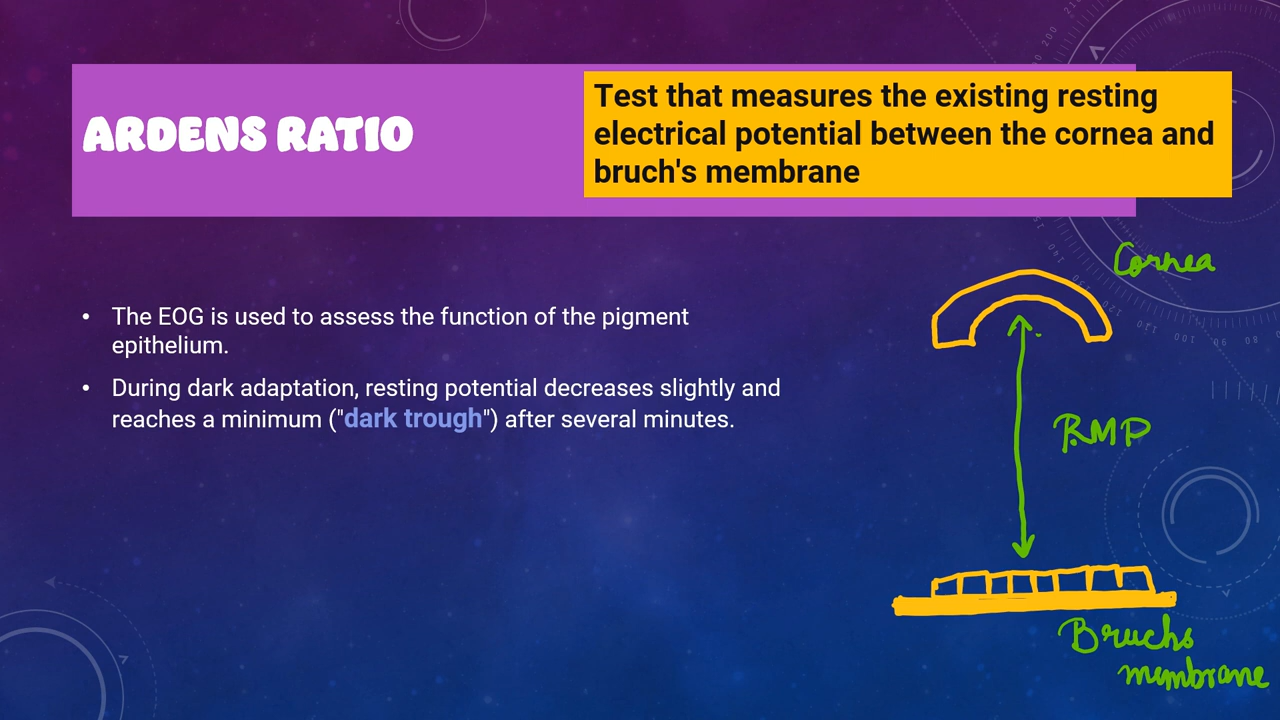 ARDENS RATIO
Test that measures the existing resting
electrical potential between the cornea and
bruch's membrane
• The EOG is used to assess the function of the pigment
epithelium.
• During dark adaptation, resting potential decreases slightly and
reaches a minimum ("dark trough") after several minutes.
Cornea
RMP
Bruchs
membrane